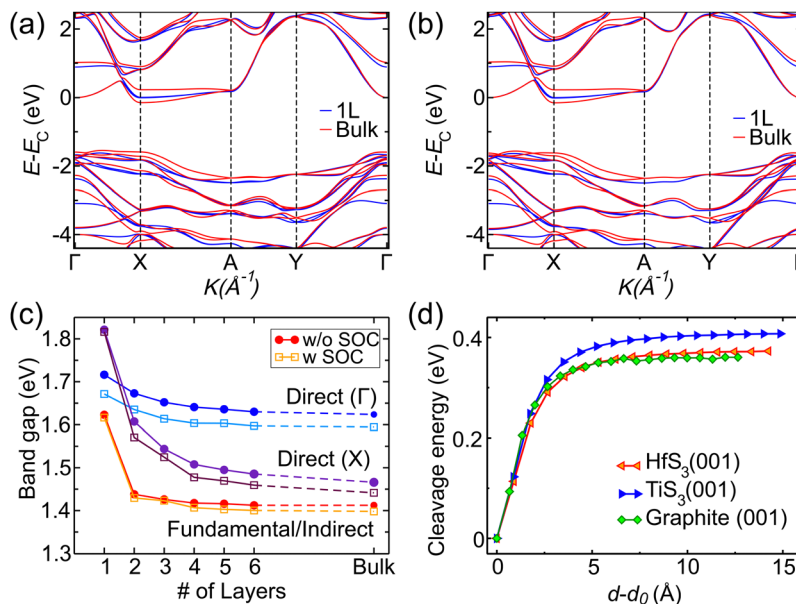 (a)
2
0
-2
-4
E-E_C (eV)
1L
Bulk
Γ X A Y Γ
K(Å⁻¹)
(b)
2
0
-2
-4
E-E_C (eV)
1L
Bulk
Γ X A Y
K(Å⁻¹)
(c)
1.8
1.7
1.6
1.5
1.4
1.3
Band gap (eV)
w/o SOC
w SOC
Direct (Γ)
Direct (X)
Fundamental/Indirect
1 2 3 4 5 6 Bulk
# of Layers
(d)
0.4
0.2
0
Cleavage energy (eV)
HfS₃(001)
TiS₃(001)
Graphite (001)
0 5 10 15
d-d₀ (Å)